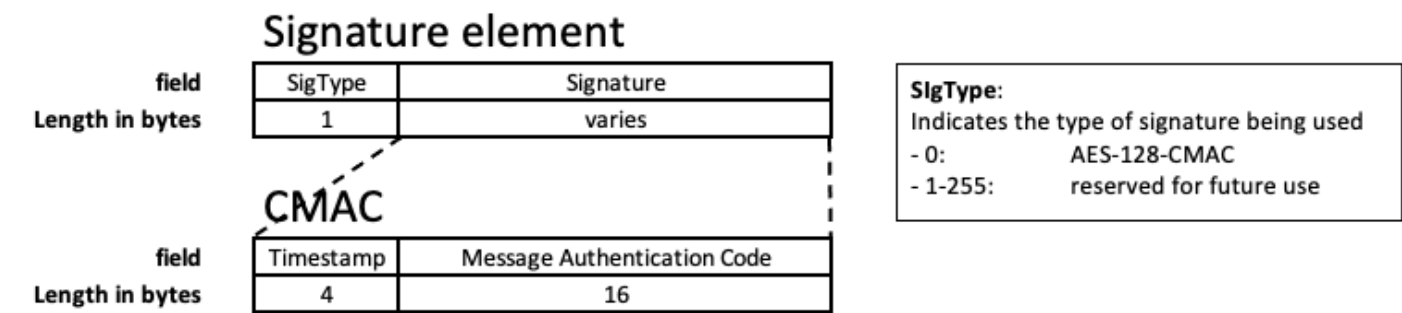 Signature element
field SigType Signature
Length in bytes 1 varies
SIgType:
Indicates the type of signature being used
- 0: AES-128-CMAC
- 1-255: reserved for future use
CMAC
field Timestamp Message Authentication Code
Length in bytes 4 16